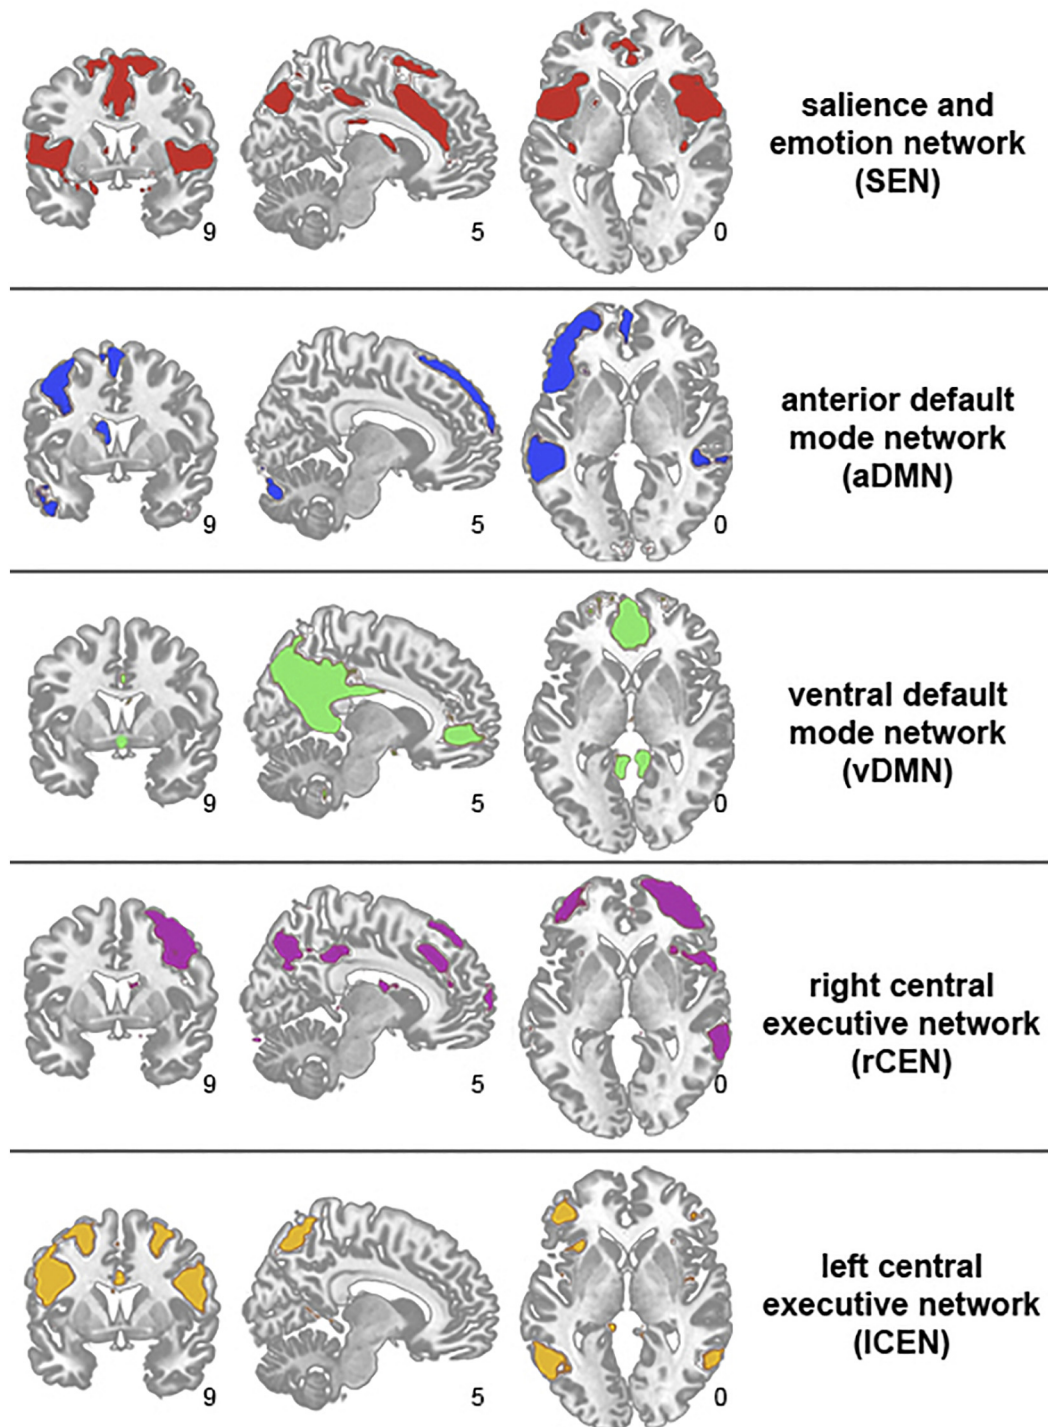 salience and
emotion network
(SEN)
9
5
0
anterior default
mode network
(aDMN)
9
5
0
ventral default
mode network
(vDMN)
9
5
0
right central
executive network
(rCEN)
9
5
0
left central
executive network
(lCEN)
9
5
0